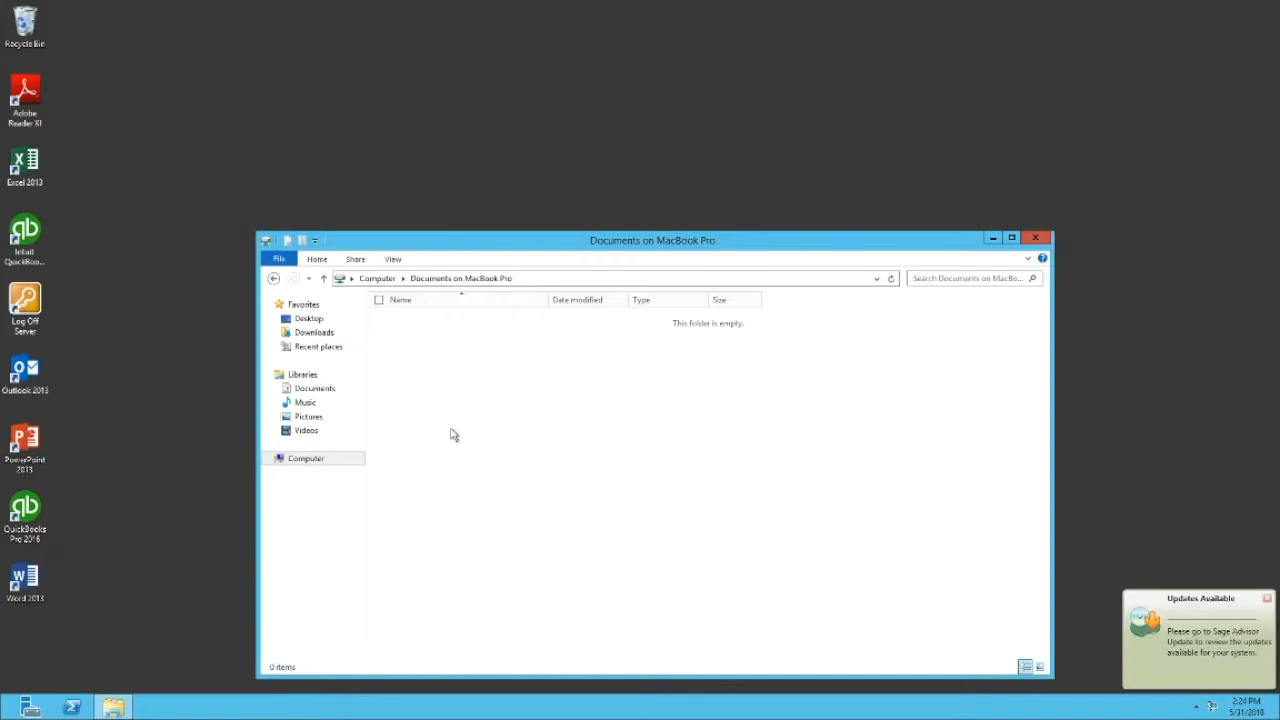 Recycle Bin
Adobe
Reader XI
Excel 2013
Intuit
QuickBoo...
Log Off
Server
Outlook 2013
PowerPoint
2013
QuickBooks
Pro 2016
Word 2013
Documents on MacBook Pro
File Home Share View
Computer Documents on MacBook Pro
Search Documents on MacBo...
Name Date modified Type Size
This folder is empty.
Favorites
Desktop
Downloads
Recent places
Libraries
Documents
Music
Pictures
Videos
Computer
0 items
Updates Available
Please go to Sage Advisor
Update to review the updates
available for your system.
2:24 PM
5/31/2018